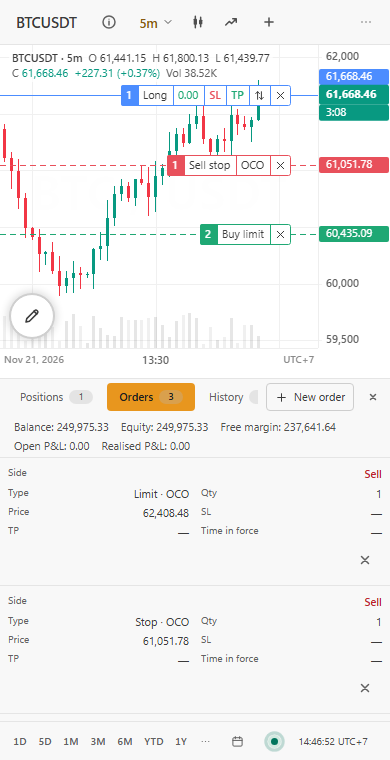 BTCUSDT 5m
BTCUSDT · 5m O 61,441.15 H 61,800.13 L 61,439.77
C 61,668.46 +227.31 (+0.37%) Vol 38.52K
62,000
61,668.46
1 Long 0.00 SL TP 61,668.46
3:08
1 Sell stop OCO 61,051.78
2 Buy limit 60,435.09
60,000
59,500
Nov 21, 2026 13:30 UTC+7
Positions 1 Orders 3 History New order
Balance: 249,975.33 Equity: 249,975.33 Free margin: 237,641.64
Open P&L: 0.00 Realised P&L: 0.00
Side Sell
Type Limit · OCO Qty 1
Price 62,408.48 SL —
TP — Time in force —
Side Sell
Type Stop · OCO Qty 1
Price 61,051.78 SL —
TP — Time in force —
1D 5D 1M 3M 6M YTD 1Y ··· 14:46:52 UTC+7